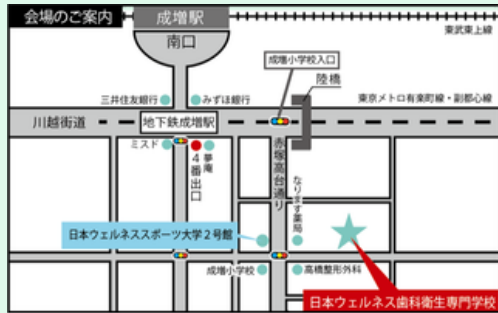 会場のご案内
成増駅
東武東上線
南口
成増小学校入口
陸橋
三井住友銀行
みずほ銀行
東京メトロ有楽町線・副都心線
川越街道
地下鉄成増駅
ミスド
4番出口
夢庵
赤塚高台通り
なります薬局
日本ウェルネススポーツ大学2号館
成増小学校
高橋整形外科
日本ウェルネス歯科衛生専門学校